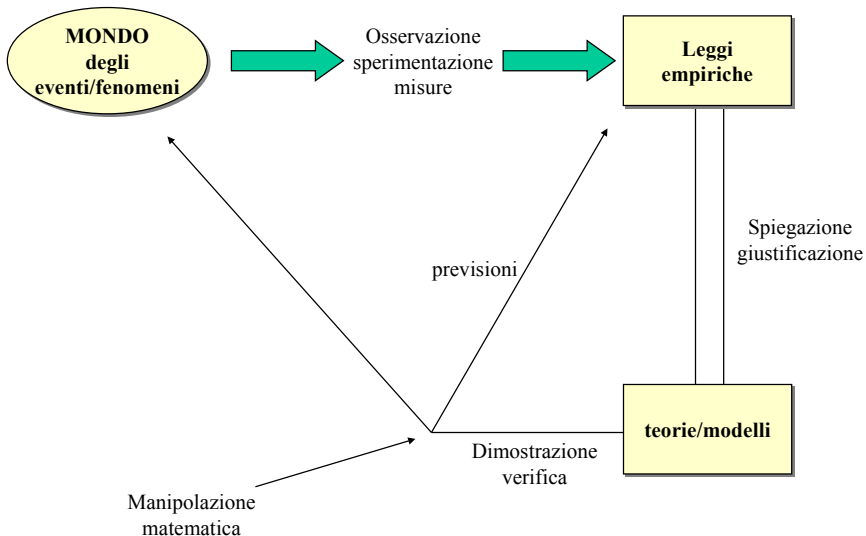 MONDO
degli
eventi/fenomeni
Osservazione
sperimentazione
misure
Leggi
empiriche
Spiegazione
giustificazione
previsioni
teorie/modelli
Dimostrazione
verifica
Manipolazione
matematica